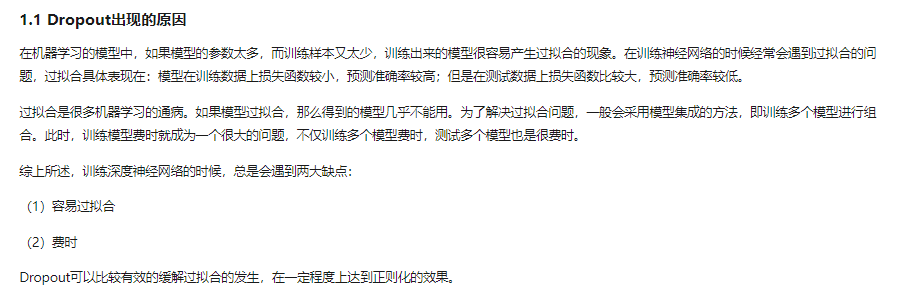 1.1 Dropout出现的原因
在机器学习的模型中，如果模型的参数太多，而训练样本又太少，训练出来的模型很容易产生过拟合的现象。在训练神经网络的时候经常会遇到过拟合的问
题，过拟合具体表现在：模型在训练数据上损失函数较小，预测准确率较高；但是在测试数据上损失函数比较大，预测准确率较低。
过拟合是很多机器学习的通病。如果模型过拟合，那么得到的模型几乎不能用。为了解决过拟合问题，一般会采用模型集成的方法，即训练多个模型进行组
合。此时，训练模型费时就成为一个很大的问题，不仅训练多个模型费时，测试多个模型也是很费时。
综上所述，训练深度神经网络的时候，总是会遇到两大缺点：
（1）容易过拟合
（2）费时
Dropout可以比较有效的缓解过拟合的发生，在一定程度上达到正则化的效果。